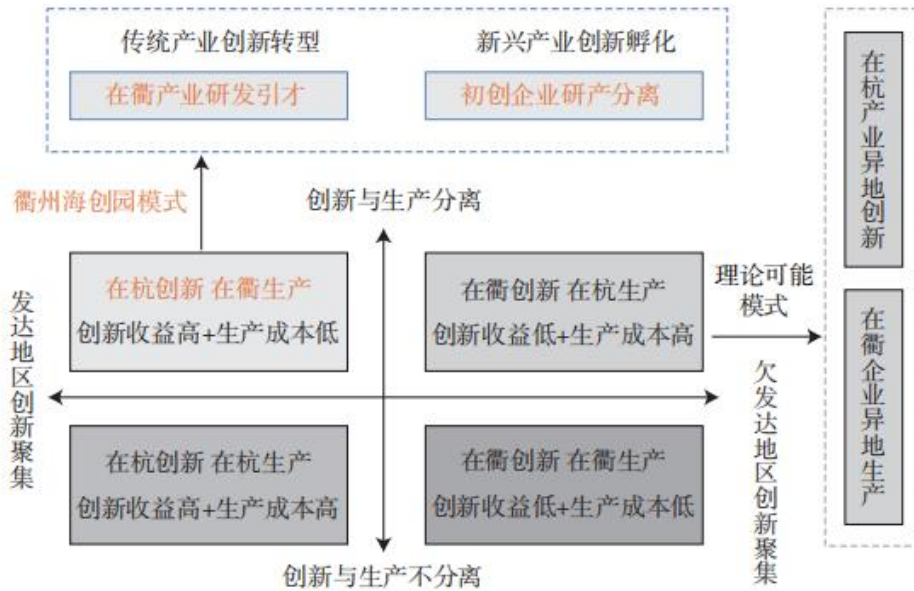 传统产业创新转型
新兴产业创新孵化
在衢产业研发引才
初创企业研产分离
衢州海创园模式
创新与生产分离
在杭创新 在衢生产
创新收益高+生产成本低
在衢创新 在杭生产
创新收益低+生产成本高
理论可能
模式
在杭产业异地创新
在衢企业异地生产
发达地区创新聚集
欠发达地区创新聚集
在杭创新 在杭生产
创新收益高+生产成本高
在衢创新 在衢生产
创新收益低+生产成本低
创新与生产不分离